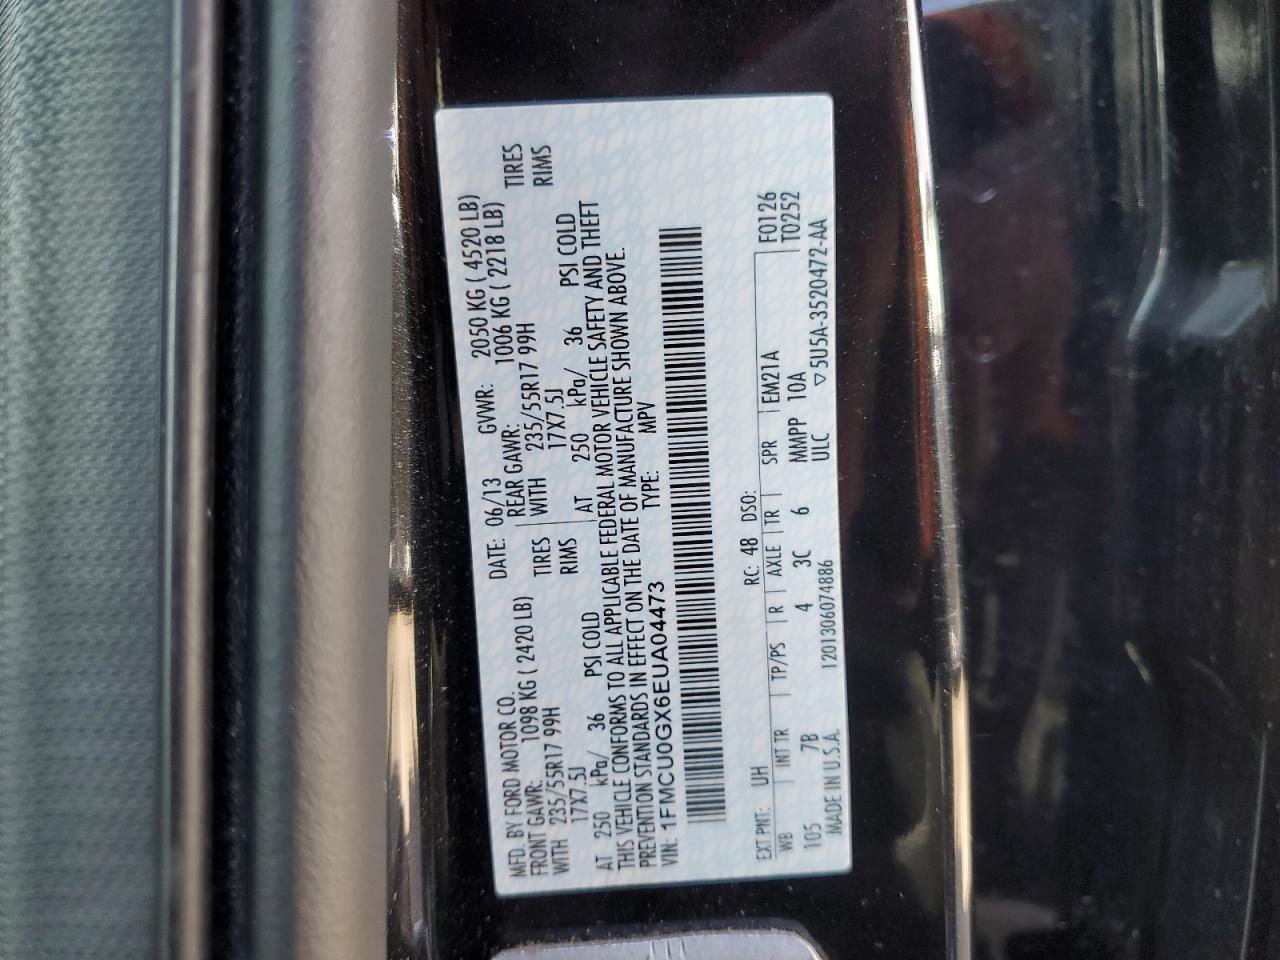 MFD. BY FORD MOTOR CO.
DATE: 06/13 GVWR: 2050 KG ( 4520 LB)
FRONT GAWR: 1098 KG ( 2420 LB) REAR GAWR: 1006 KG ( 2218 LB)
WITH 235/55R17 99H TIRES WITH 235/55R17 99H TIRES
17X7.5J RIMS 17X7.5J RIMS
AT 250 kPa/ 36 PSI COLD AT 250 kPa/ 36 PSI COLD
THIS VEHICLE CONFORMS TO ALL APPLICABLE FEDERAL MOTOR VEHICLE SAFETY AND THEFT
PREVENTION STANDARDS IN EFFECT ON THE DATE OF MANUFACTURE SHOWN ABOVE.
VIN: 1FMCU0GX6EUA04473 TYPE: MPV
EXT PNT: UH RC: 48 DSO: F0126
WB INT TR TP/PS R AXLE TR SPR EM21A T0252
105 7B 4 3C 6 MMPP 10A
MADE IN U.S.A. 1201306074886 ULC ▽5U5A-3520472-AA